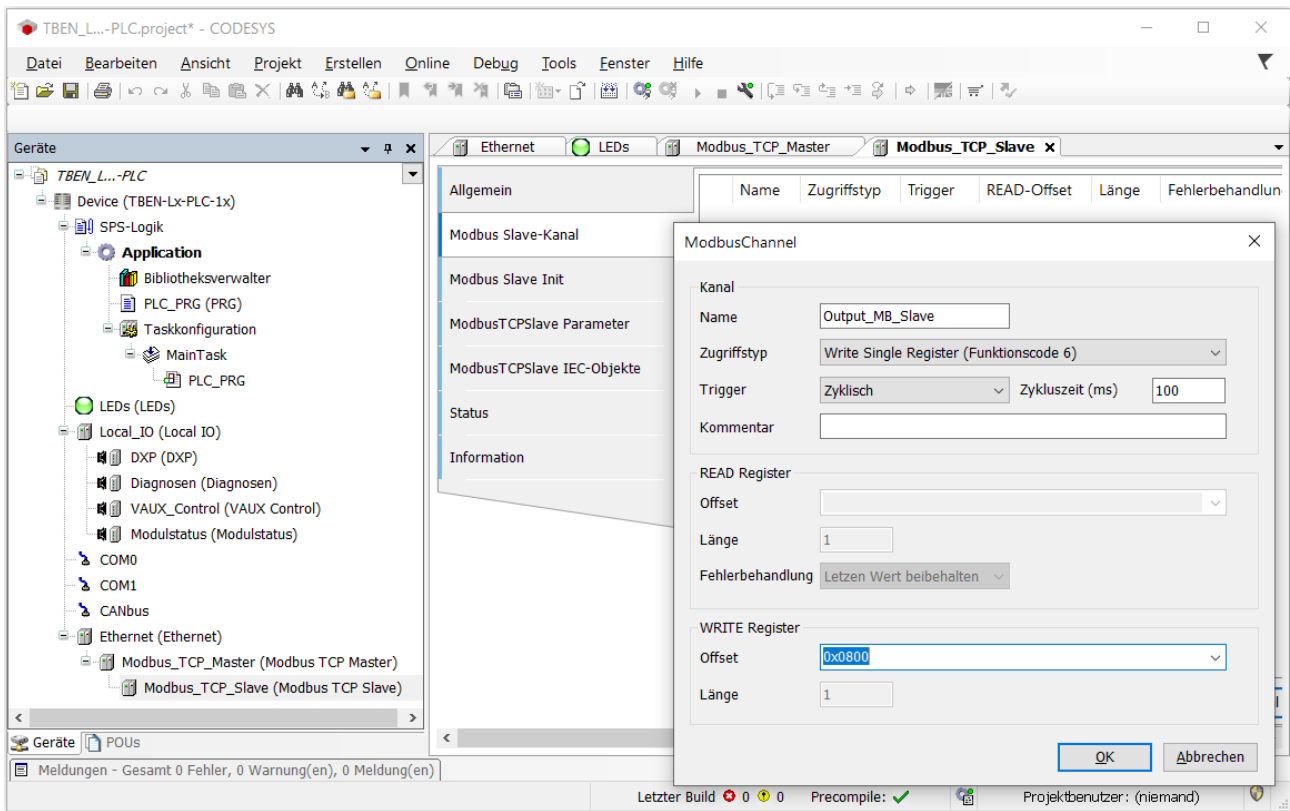 TBEN_L...-PLC.project* - CODESYS
Datei Bearbeiten Ansicht Projekt Erstellen Online Debug Tools Fenster Hilfe
Geräte
TBEN_L...-PLC
Device (TBEN-Lx-PLC-1x)
SPS-Logik
Application
Bibliotheksverwalter
PLC_PRG (PRG)
Taskkonfiguration
MainTask
PLC_PRG
LEDs (LEDs)
Local_IO (Local IO)
DXP (DXP)
Diagnosen (Diagnosen)
VAUX_Control (VAUX Control)
Modulstatus (Modulstatus)
COM0
COM1
CANbus
Ethernet (Ethernet)
Modbus_TCP_Master (Modbus TCP Master)
Modbus_TCP_Slave (Modbus TCP Slave)
Geräte POUs
Ethernet LEDs Modbus_TCP_Master Modbus_TCP_Slave
Allgemein
Modbus Slave-Kanal
Modbus Slave Init
ModbusTCPSlave Parameter
ModbusTCPSlave IEC-Objekte
Status
Information
Name Zugriffstyp Trigger READ-Offset Länge Fehlerbehandlun
ModbusChannel
Kanal
Name Output_MB_Slave
Zugriffstyp Write Single Register (Funktionscode 6)
Trigger Zyklisch Zykluszeit (ms) 100
Kommentar
READ Register
Offset
Länge 1
Fehlerbehandlung Letzen Wert beibehalten
WRITE Register
Offset 0x0800
Länge 1
OK Abbrechen
Meldungen - Gesamt 0 Fehler, 0 Warnung(en), 0 Meldung(en)
Letzter Build 0 0 Precompile: Projektbenutzer: (niemand)